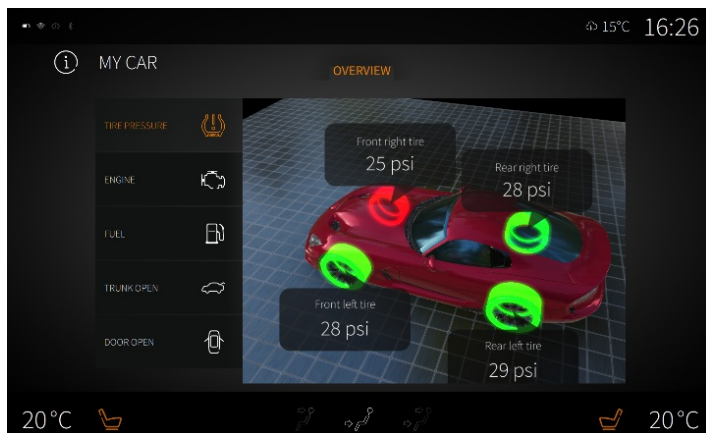 15°C 16:26
MY CAR
OVERVIEW
TIRE PRESSURE
ENGINE
FUEL
TRUNK OPEN
DOOR OPEN
Front right tire
25 psi
Rear right tire
28 psi
Front left tire
28 psi
Rear left tire
29 psi
20°C
20°C